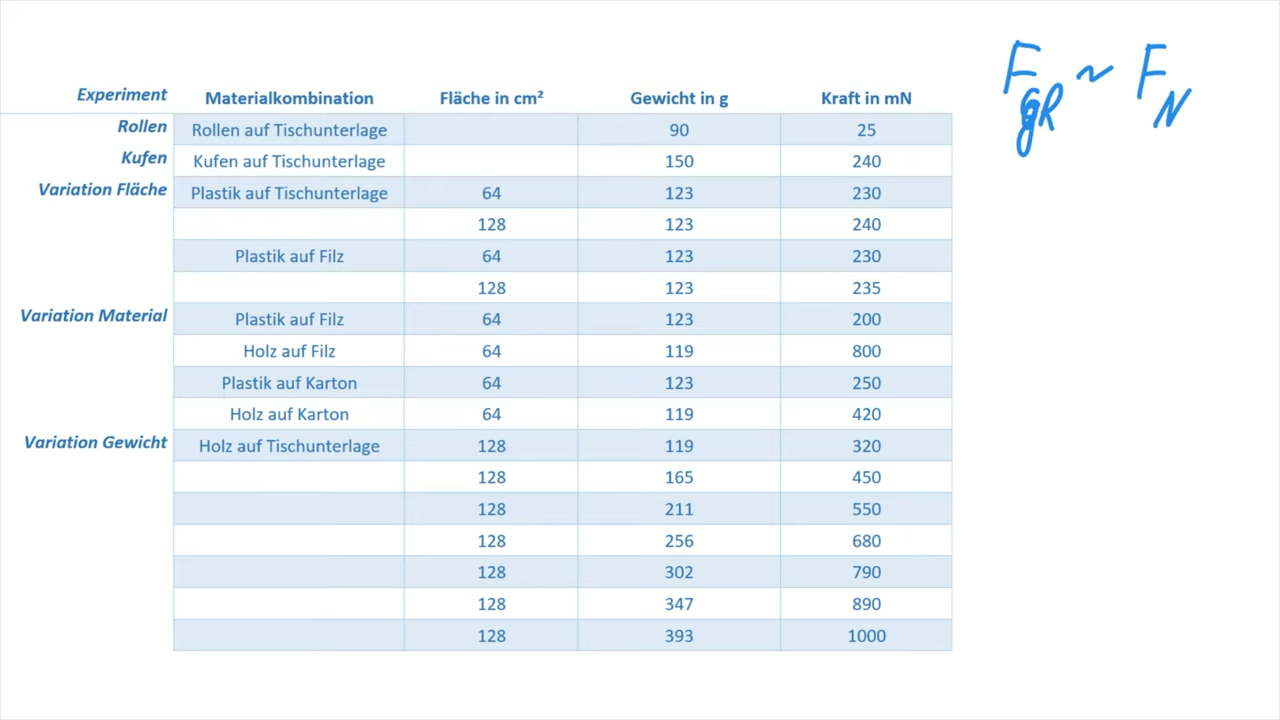 F_gR ~ F_N
Experiment Materialkombination Fläche in cm² Gewicht in g Kraft in mN
Rollen Rollen auf Tischunterlage 90 25
Kufen Kufen auf Tischunterlage 150 240
Variation Fläche Plastik auf Tischunterlage 64 123 230
128 123 240
Plastik auf Filz 64 123 230
128 123 235
Variation Material Plastik auf Filz 64 123 200
Holz auf Filz 64 119 800
Plastik auf Karton 64 123 250
Holz auf Karton 64 119 420
Variation Gewicht Holz auf Tischunterlage 128 119 320
128 165 450
128 211 550
128 256 680
128 302 790
128 347 890
128 393 1000